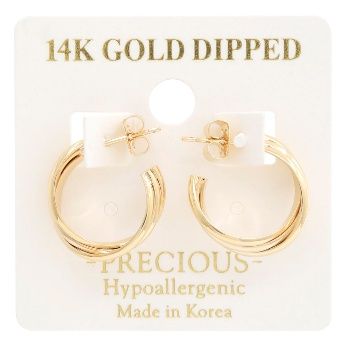 14K GOLD DIPPED
-PRECIOUS-
Hypoallergenic
Made in Korea